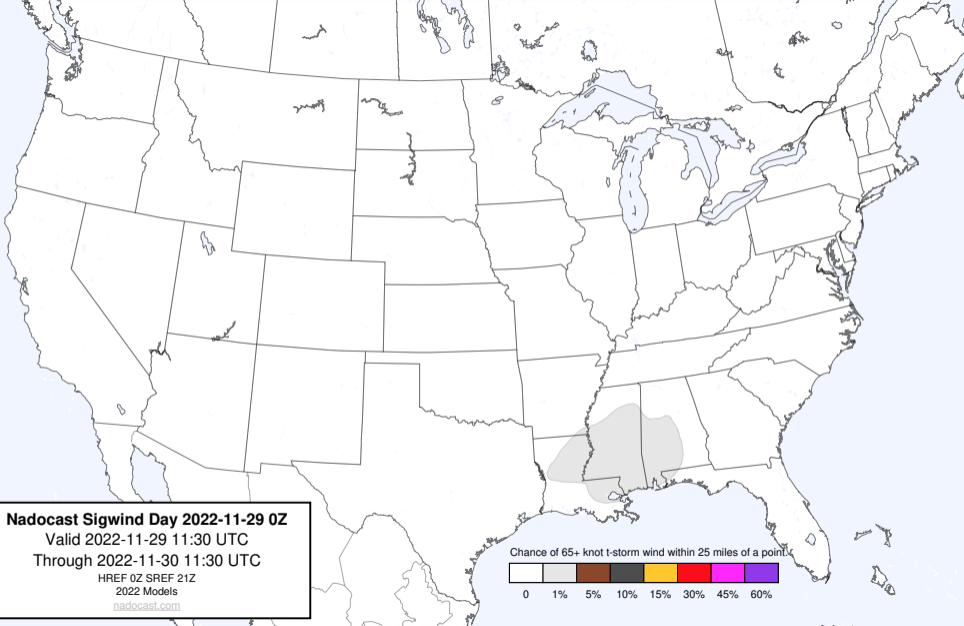 Nadocast Sigwind Day 2022-11-29 0Z
Valid 2022-11-29 11:30 UTC
Through 2022-11-30 11:30 UTC
HREF 0Z SREF 21Z
2022 Models
nadocast.com
Chance of 65+ knot t-storm wind within 25 miles of a point.
0 1% 5% 10% 15% 30% 45% 60%